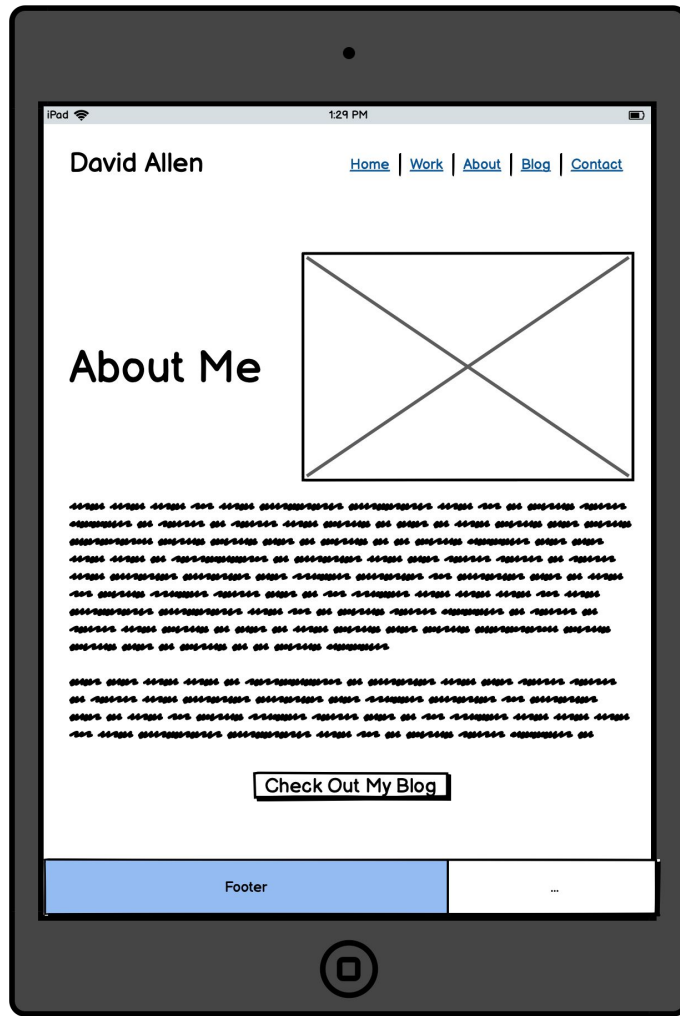 iPad 1:29 PM
David Allen Home Work About Blog Contact
About Me
Check Out My Blog
Footer ...